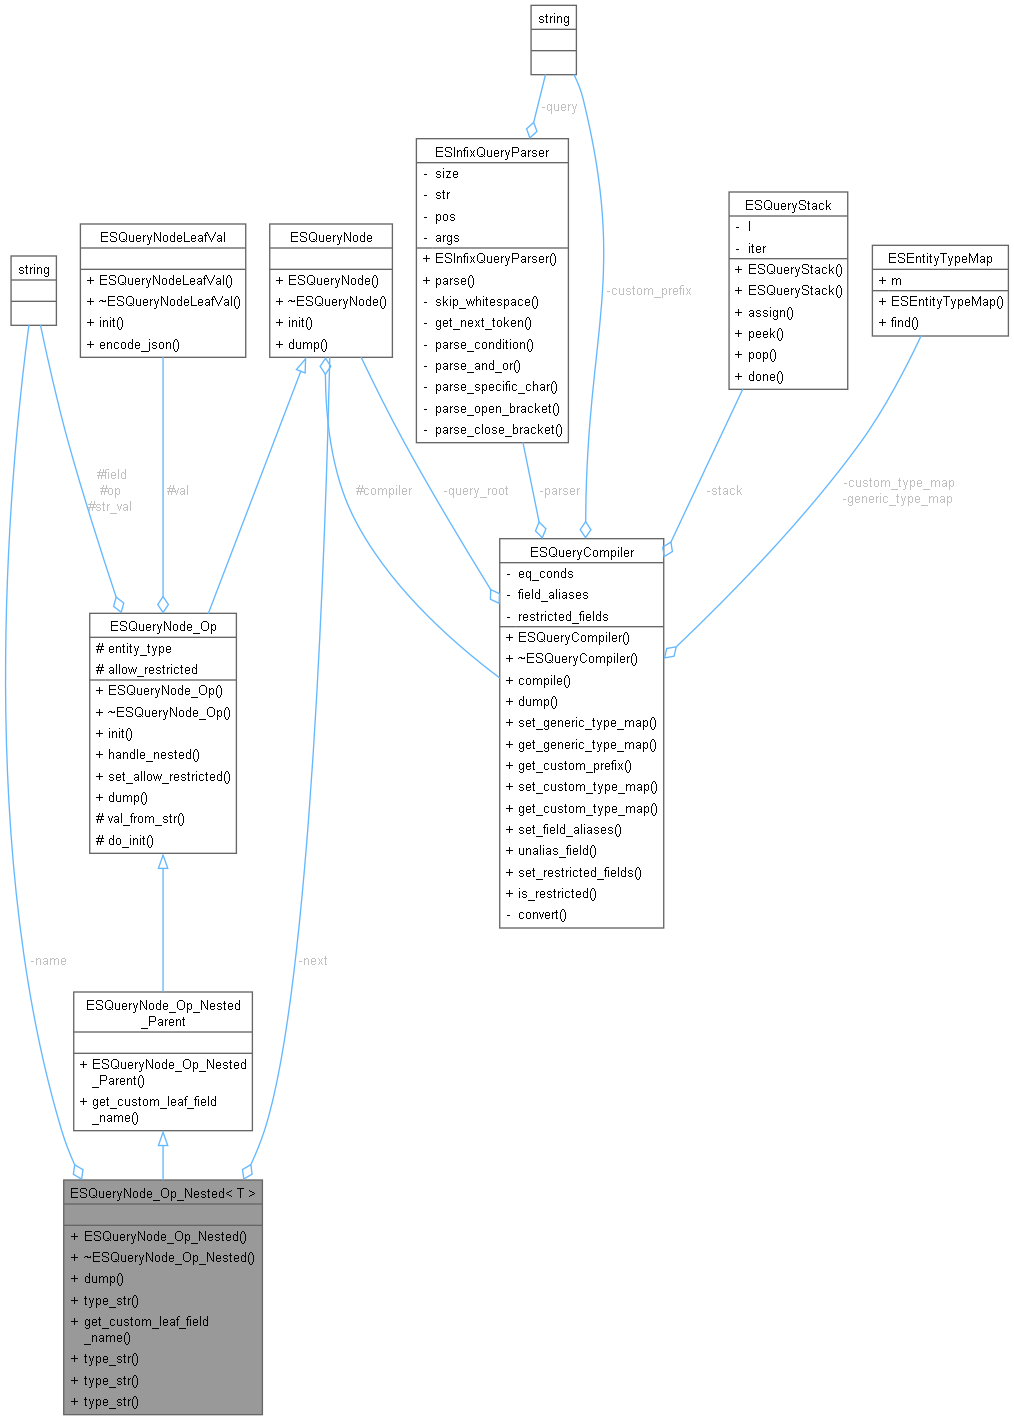 string
-query
ESInfixQueryParser
- size
- str
- pos
- args
+ ESInfixQueryParser()
+ parse()
- skip_whitespace()
- get_next_token()
- parse_condition()
- parse_and_or()
- parse_specific_char()
- parse_open_bracket()
- parse_close_bracket()
-custom_prefix
ESQueryStack
- l
- iter
+ ESQueryStack()
+ ESQueryStack()
+ assign()
+ peek()
+ pop()
+ done()
ESEntityTypeMap
+ m
+ ESEntityTypeMap()
+ find()
ESQueryNodeLeafVal
+ ESQueryNodeLeafVal()
+ ~ESQueryNodeLeafVal()
+ init()
+ encode_json()
ESQueryNode
+ ESQueryNode()
+ ~ESQueryNode()
+ init()
+ dump()
string
#field
#op
#str_val
#val
#compiler
-query_root
-parser
-stack
-custom_type_map
-generic_type_map
ESQueryCompiler
- eq_conds
- field_aliases
- restricted_fields
+ ESQueryCompiler()
+ ~ESQueryCompiler()
+ compile()
+ dump()
+ set_generic_type_map()
+ get_generic_type_map()
+ get_custom_prefix()
+ set_custom_type_map()
+ get_custom_type_map()
+ set_field_aliases()
+ unalias_field()
+ set_restricted_fields()
+ is_restricted()
- convert()
ESQueryNode_Op
# entity_type
# allow_restricted
+ ESQueryNode_Op()
+ ~ESQueryNode_Op()
+ init()
+ handle_nested()
+ set_allow_restricted()
+ dump()
# val_from_str()
# do_init()
-name
-next
ESQueryNode_Op_Nested
_Parent
+ ESQueryNode_Op_Nested
_Parent()
+ get_custom_leaf_field
_name()
ESQueryNode_Op_Nested< T >
+ ESQueryNode_Op_Nested()
+ ~ESQueryNode_Op_Nested()
+ dump()
+ type_str()
+ get_custom_leaf_field
_name()
+ type_str()
+ type_str()
+ type_str()